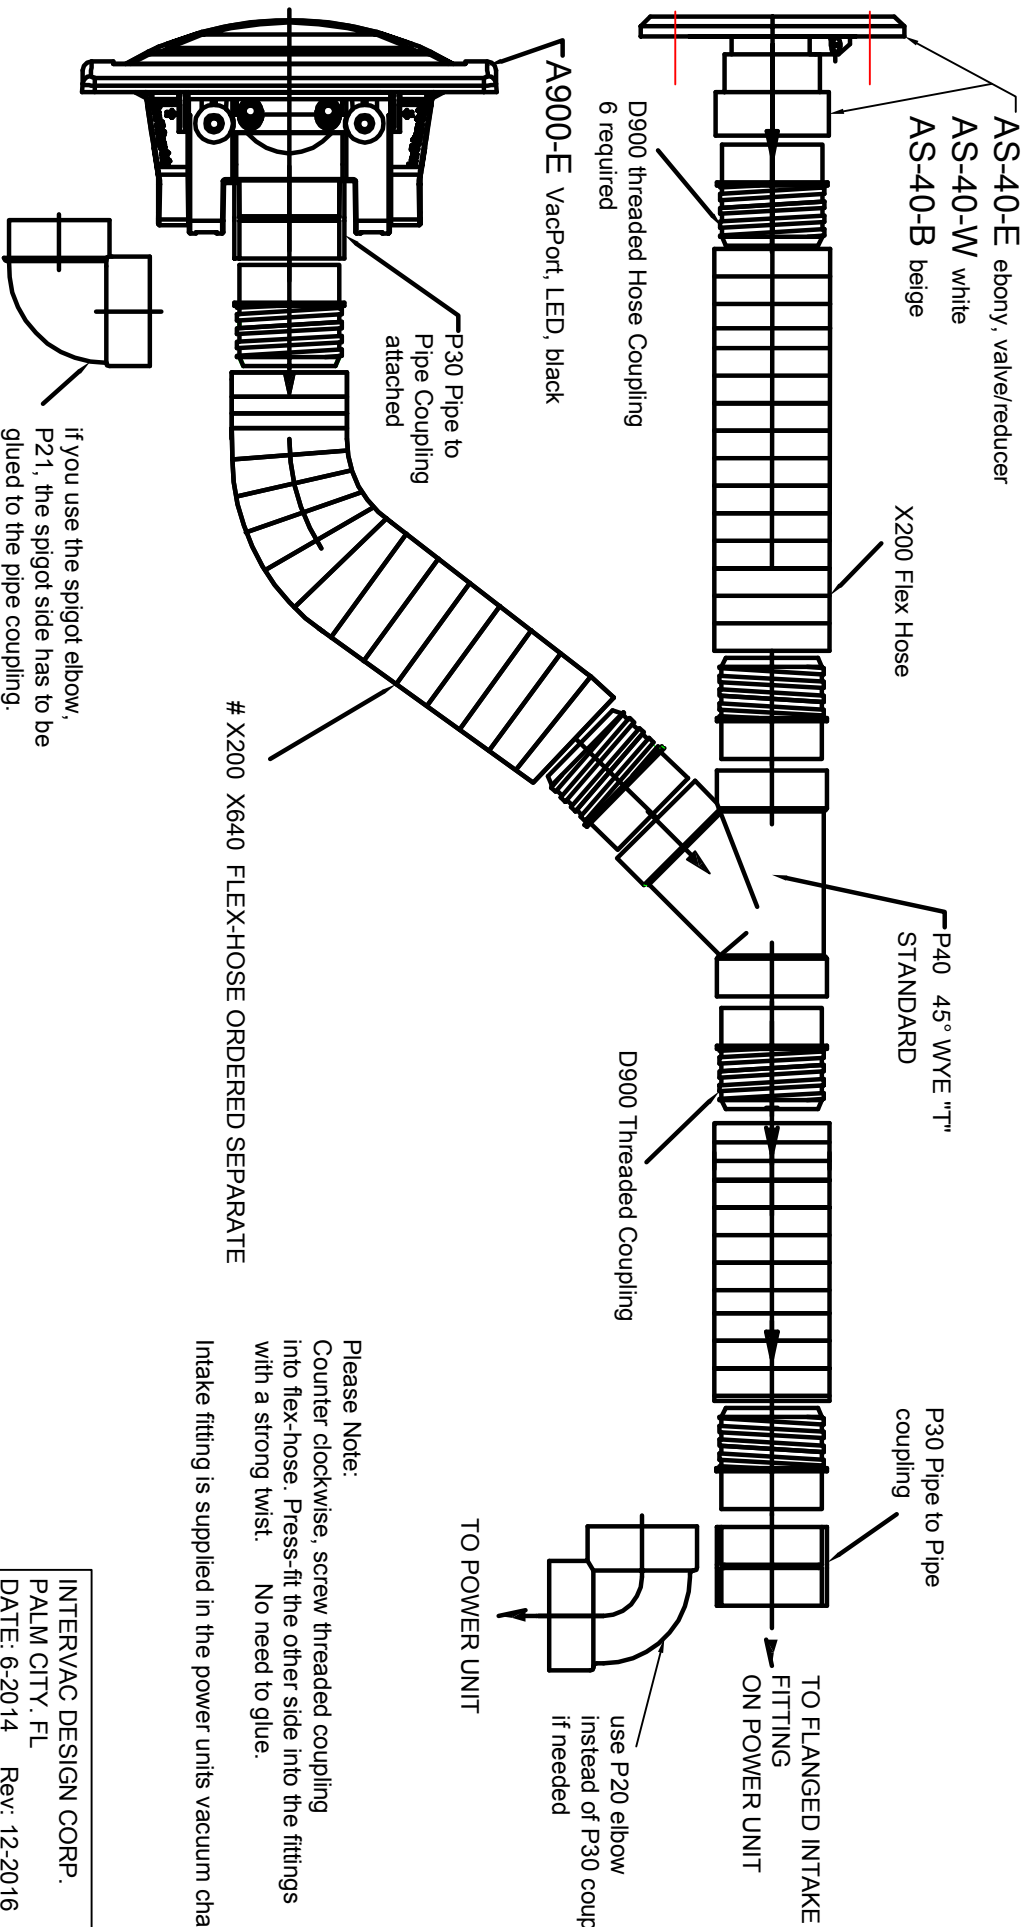 AS-40-E ebony, valve/reducer
AS-40-W white
AS-40-B beige
X200 Flex Hose
P40 45° WYE "T"
STANDARD
P30 Pipe to Pipe
coupling
TO FLANGED INTAKE
FITTING
ON POWER UNIT
D900 threaded Hose Coupling
6 required
D900 Threaded Coupling
use P20 elbow
instead of P30 coup
if needed
TO POWER UNIT
A900-E VacPort, LED, black
P30 Pipe to
Pipe Coupling
attached
# X200 X640 FLEX-HOSE ORDERED SEPARATE
Please Note:
Counter clockwise, screw threaded coupling
into flex-hose. Press-fit the other side into the fittings
with a strong twist. No need to glue.
Intake fitting is supplied in the power units vacuum cha
if you use the spigot elbow,
P21, the spigot side has to be
glued to the pipe coupling.
INTERVAC DESIGN CORP.
PALM CITY. FL
DATE: 6-2014 Rev: 12-2016